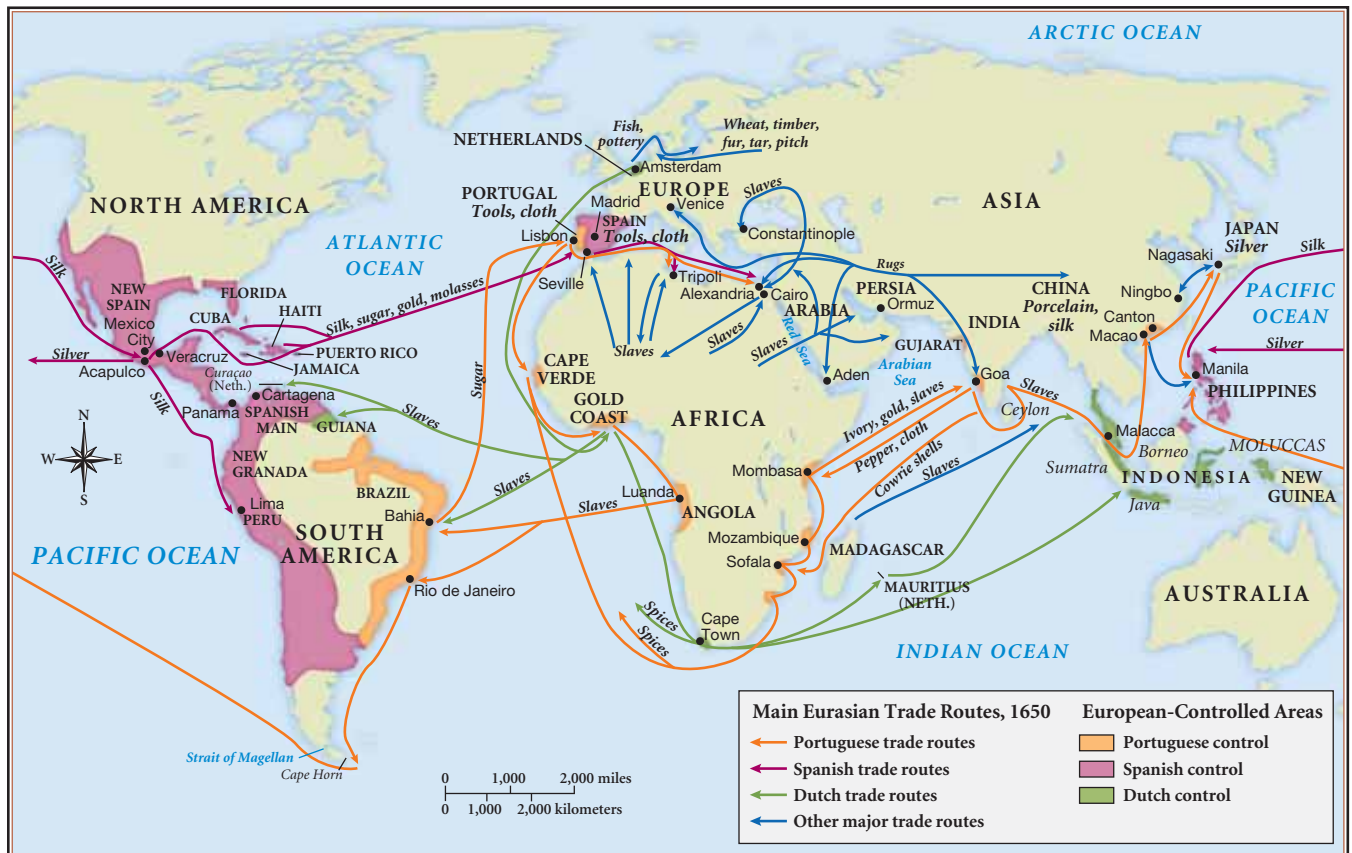 ARCTIC OCEAN
NORTH AMERICA
ATLANTIC
OCEAN
NETHERLANDS
Fish,
pottery
Wheat, timber,
fur, tar, pitch
Amsterdam
EUROPE
PORTUGAL
Tools, cloth
Madrid
Venice
SPAIN
Tools, cloth
Lisbon
Seville
Slaves
Constantinople
ASIA
Tripoli
Alexandria
Cairo
Rugs
PERSIA
Ormuz
ARABIA
CHINA
Porcelain,
silk
JAPAN
Silver
Nagasaki
Ningbo
Canton
Macao
Silk
PACIFIC
OCEAN
Silver
Silk
NEW
SPAIN
Mexico
City
FLORIDA
CUBA
HAITI
Silk, sugar, gold, molasses
Silver
Acapulco
Veracruz
PUERTO RICO
JAMAICA
Curaçao
(Neth.)
Silk
Panama
Cartagena
SPANISH
MAIN
GUIANA
NEW
GRANADA
Sugar
CAPE
VERDE
GOLD
COAST
AFRICA
Slaves
Slaves
Slaves
Red Sea
Aden
GUJARAT
Arabian
Sea
INDIA
Goa
Slaves
Ceylon
Manila
PHILIPPINES
Malacca
Borneo
MOLUCCAS
Sumatra
INDONESIA
Java
NEW
GUINEA
Slaves
Slaves
Slaves
BRAZIL
Bahia
Lima
PERU
SOUTH
AMERICA
Luanda
ANGOLA
Mombasa
Ivory, gold, slaves
Pepper, cloth
Cowrie shells
Slaves
Mozambique
Sofala
MADAGASCAR
MAURITIUS
(NETH.)
AUSTRALIA
PACIFIC OCEAN
Rio de Janeiro
Spices
Spices
Cape
Town
INDIAN OCEAN
Strait of Magellan
Cape Horn
N
W E
S
0 1,000 2,000 miles
0 1,000 2,000 kilometers
Main Eurasian Trade Routes, 1650
Portuguese trade routes
Spanish trade routes
Dutch trade routes
Other major trade routes
European-Controlled Areas
Portuguese control
Spanish control
Dutch control